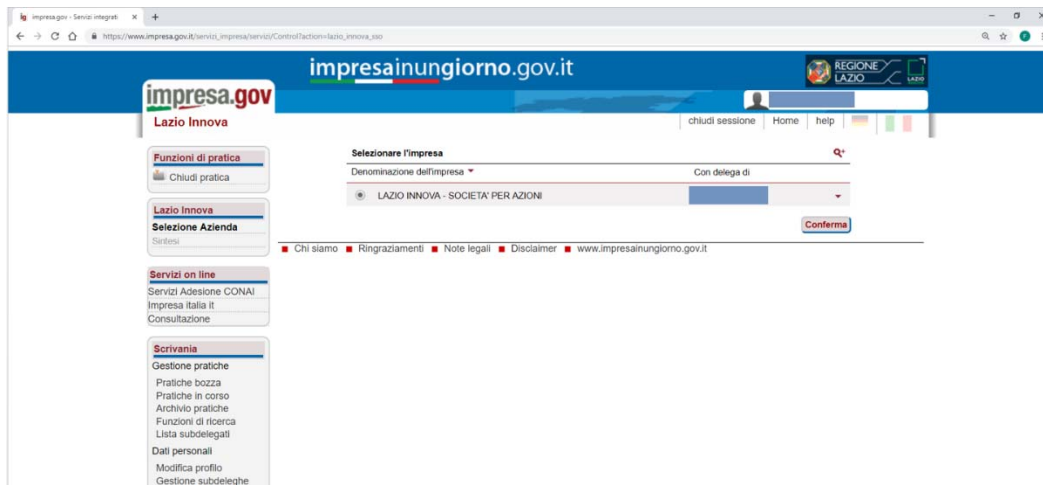 impresa.gov - Servizi integrati
https://www.impresa.gov.it/servizi_impresa/servizi/Control?action=lazio_innova_sso
impresainungiorno.gov.it
REGIONE
LAZIO
LAZIO
impresa.gov
Lazio Innova
chiudi sessione
Home
help
Funzioni di pratica
Chiudi pratica
Lazio Innova
Selezione Azienda
Sintesi
Servizi on line
Servizi Adesione CONAI
Impresa italia it
Consultazione
Scrivania
Gestione pratiche
Pratiche bozza
Pratiche in corso
Archivio pratiche
Funzioni di ricerca
Lista subdelegati
Dati personali
Modifica profilo
Gestione subdeleghe
Selezionare l'impresa
Denominazione dell'impresa
Con delega di
LAZIO INNOVA - SOCIETA' PER AZIONI
Conferma
Chi siamo
Ringraziamenti
Note legali
Disclaimer
www.impresainungiorno.gov.it